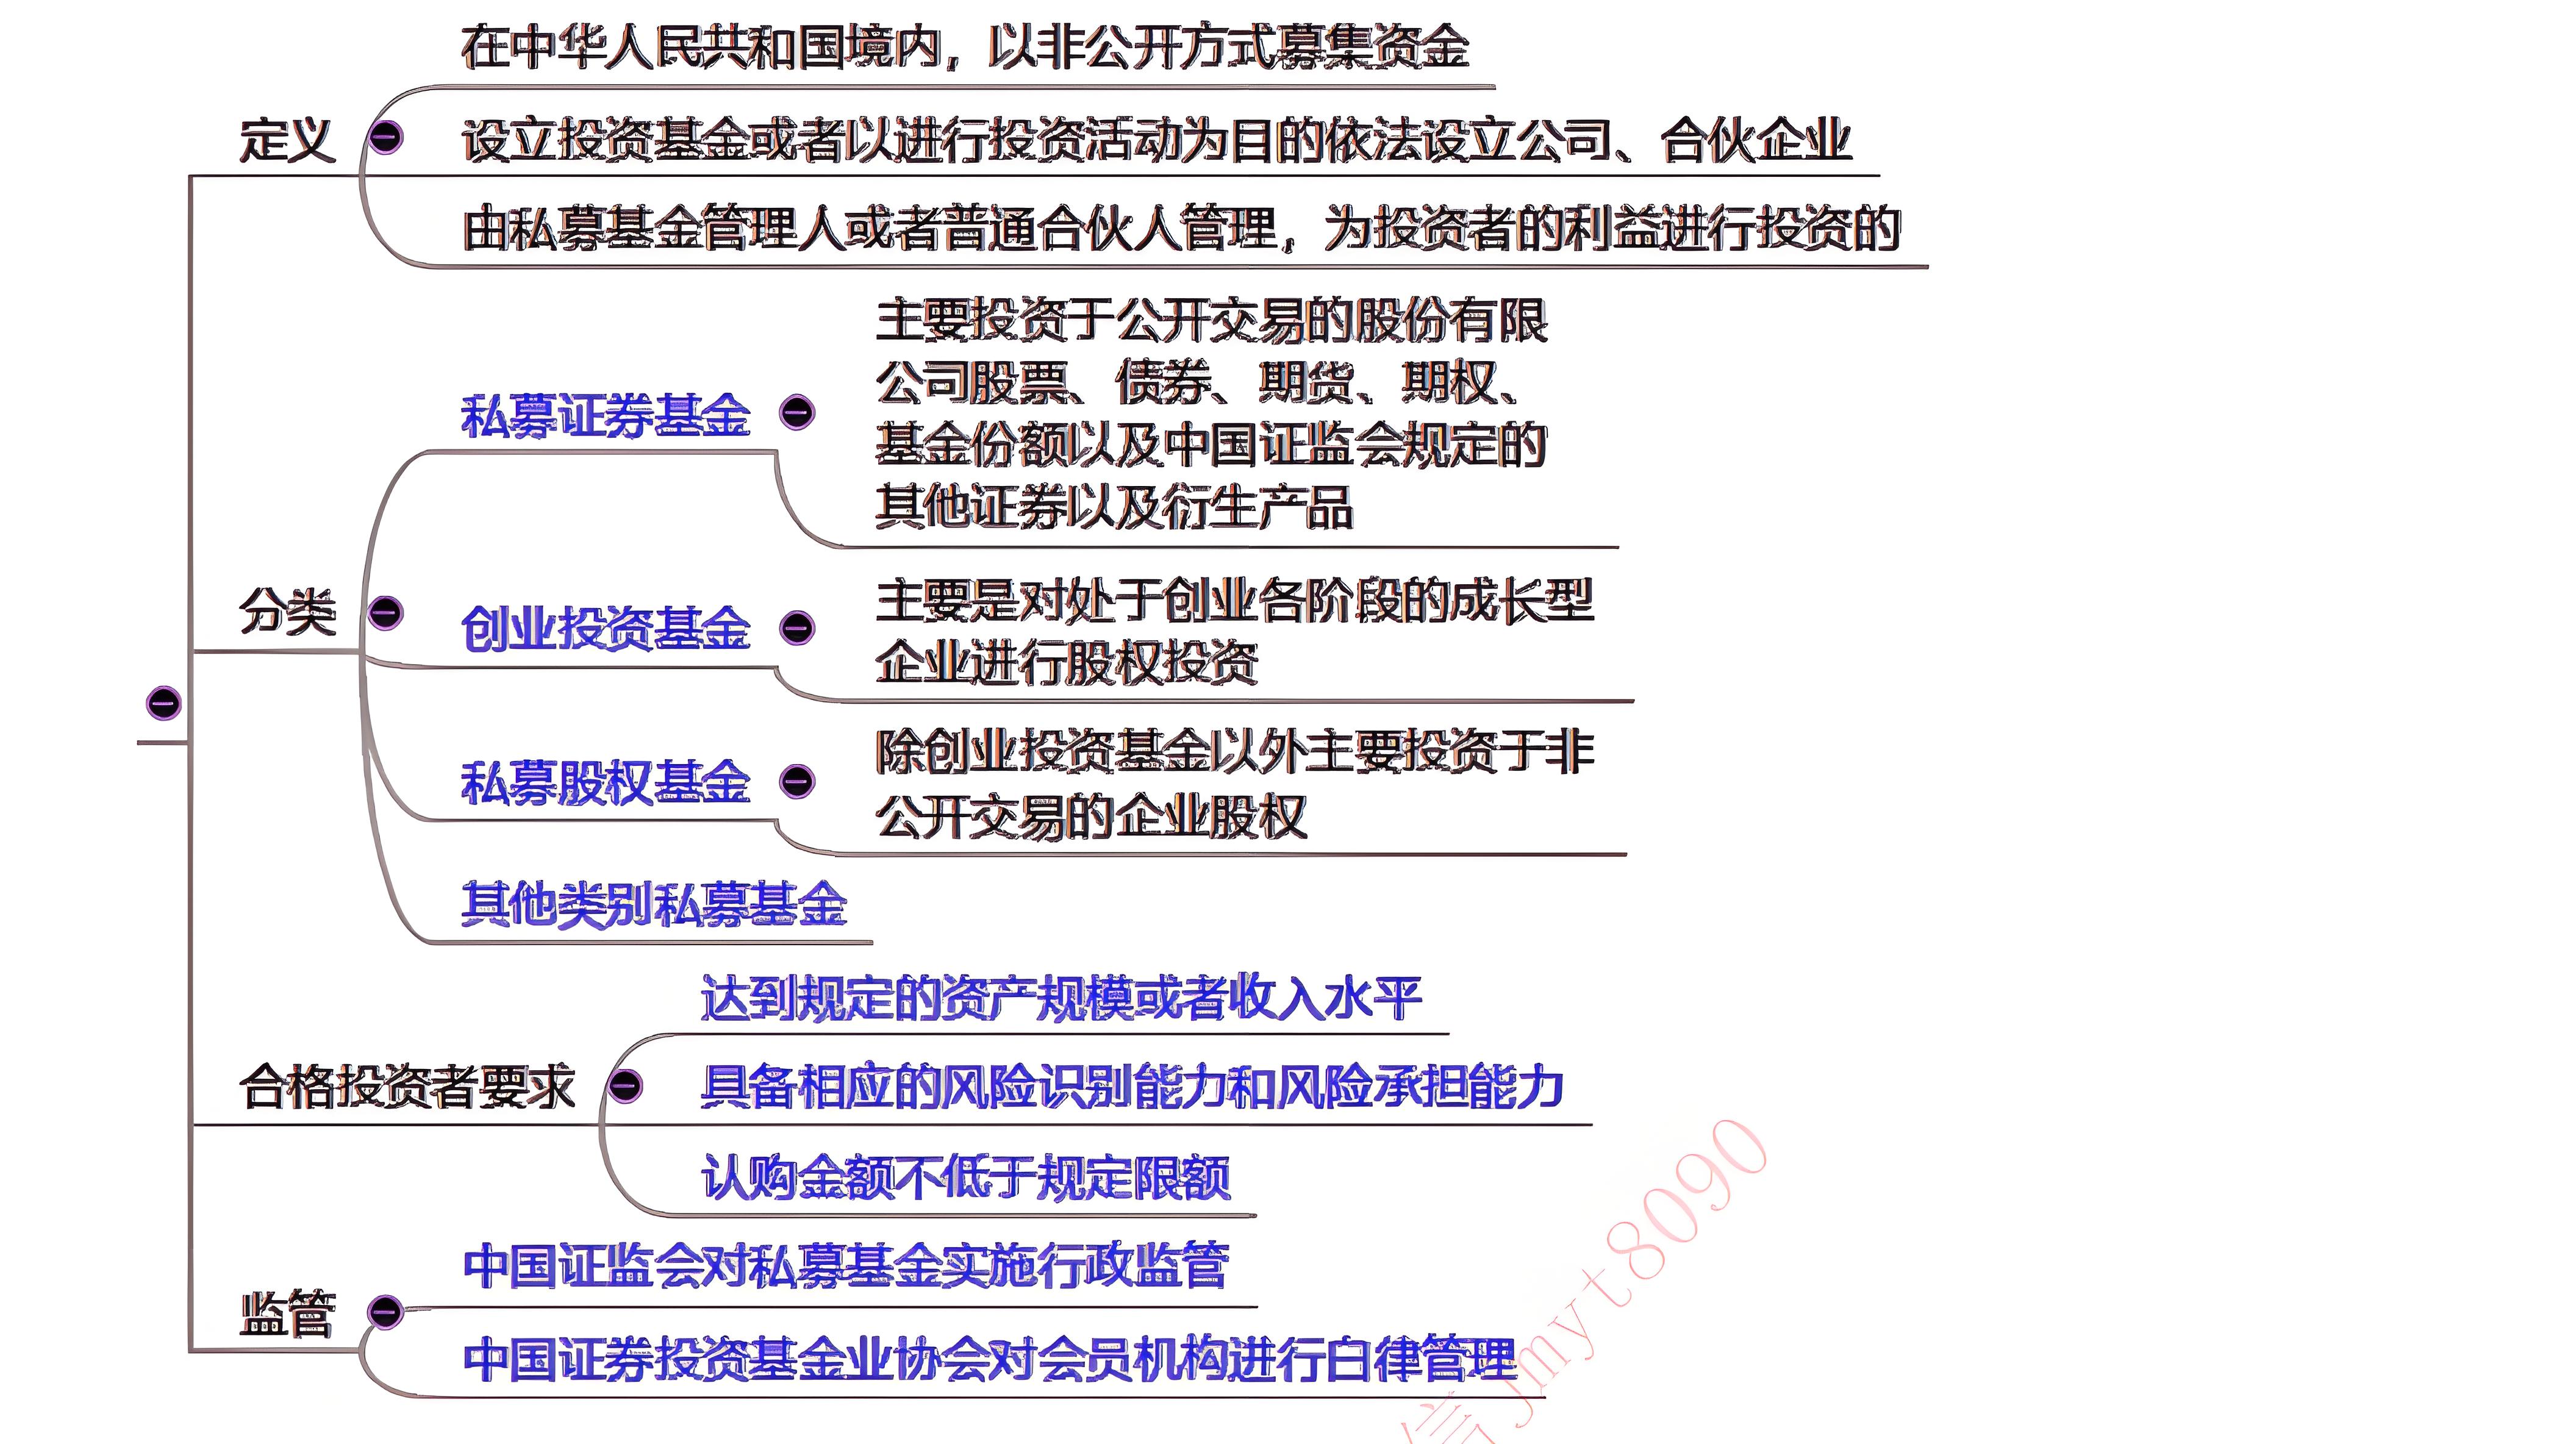 定义
在中华人民共和国境内，以非公开方式募集资金
设立投资基金或者以进行投资活动为目的依法设立公司、合伙企业
由私募基金管理人或者普通合伙人管理，为投资者的利益进行投资的
分类
私募证券基金
主要投资于公开交易的股份有限
公司股票、债券、期货、期权、
基金份额以及中国证监会规定的
其他证券以及衍生产品
创业投资基金
主要是对处于创业各阶段的成长型
企业进行股权投资
私募股权基金
除创业投资基金以外主要投资于非
公开交易的企业股权
其他类别私募基金
合格投资者要求
达到规定的资产规模或者收入水平
具备相应的风险识别能力和风险承担能力
认购金额不低于规定限额
监管
中国证监会对私募基金实施行政监管
中国证券投资基金业协会对会员机构进行自律管理
信jmyt8090